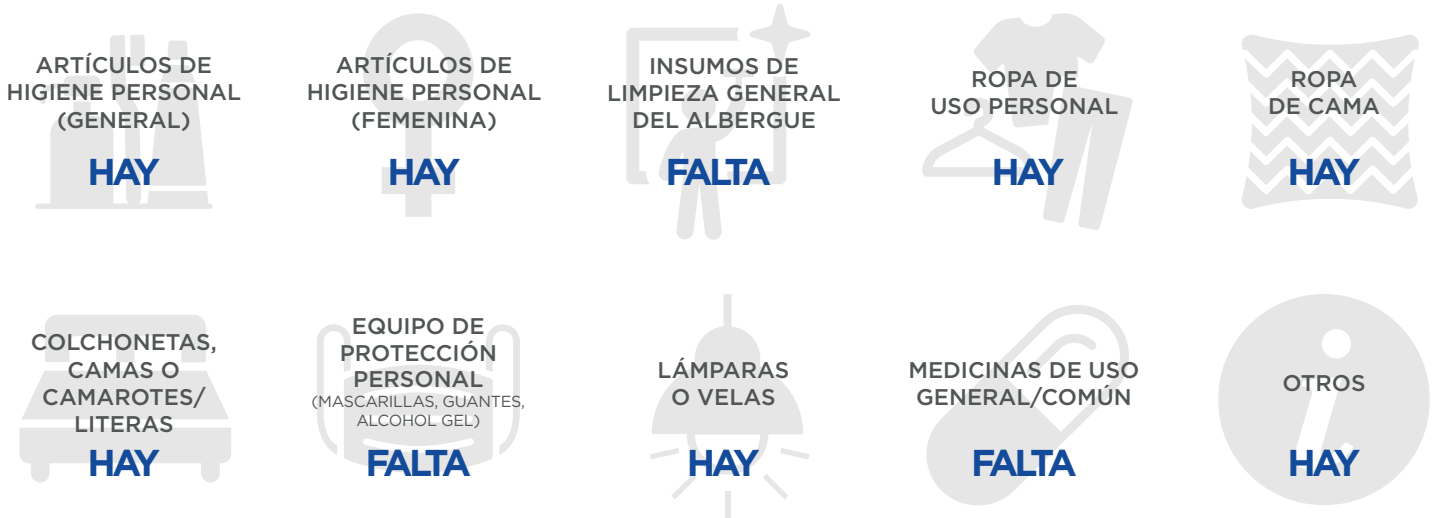 ARTÍCULOS DE
HIGIENE PERSONAL
(GENERAL)
HAY
ARTÍCULOS DE
HIGIENE PERSONAL
(FEMENINA)
HAY
INSUMOS DE
LIMPIEZA GENERAL
DEL ALBERGUE
FALTA
ROPA DE
USO PERSONAL
HAY
ROPA
DE CAMA
HAY
COLCHONETAS,
CAMAS O
CAMAROTES/
LITERAS
HAY
EQUIPO DE
PROTECCIÓN
PERSONAL
(MASCARILLAS, GUANTES,
ALCOHOL GEL)
FALTA
LÁMPARAS
O VELAS
HAY
MEDICINAS DE USO
GENERAL/COMÚN
FALTA
OTROS
HAY